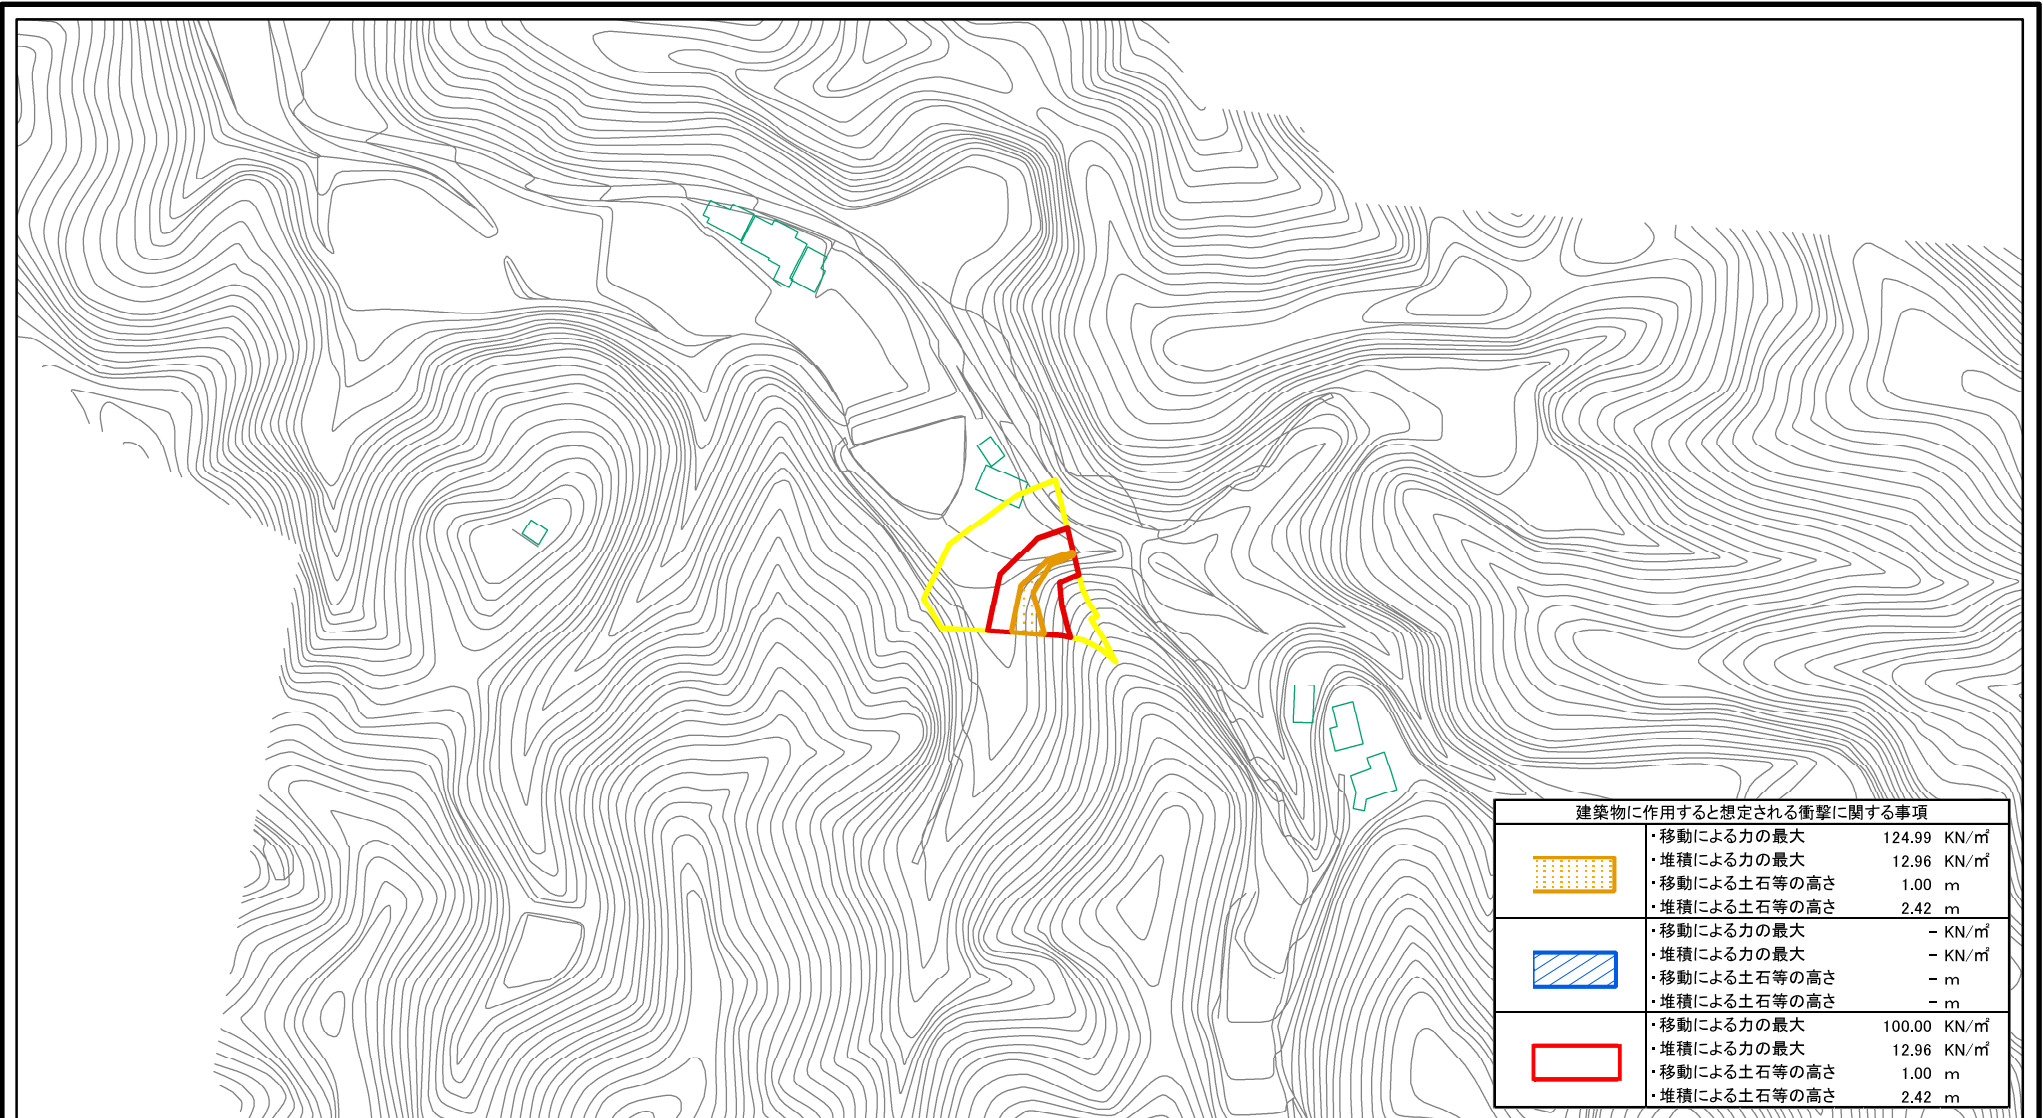 建築物に作用すると想定される衝撃に関する事項
・移動による力の最大 124.99 KN/㎡
・堆積による力の最大 12.96 KN/㎡
・移動による土石等の高さ 1.00 m
・堆積による土石等の高さ 2.42 m
・移動による力の最大 - KN/㎡
・堆積による力の最大 - KN/㎡
・移動による土石等の高さ - m
・堆積による土石等の高さ - m
・移動による力の最大 100.00 KN/㎡
・堆積による力の最大 12.96 KN/㎡
・移動による土石等の高さ 1.00 m
・堆積による土石等の高さ 2.42 m